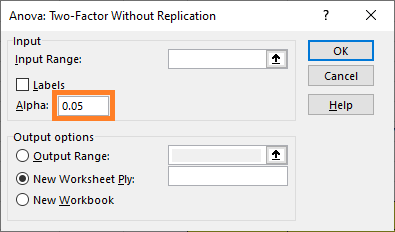 Anova: Two-Factor Without Replication ? ×
Input
Input Range:
OK
Labels
Cancel
Alpha: 0.05
Help
Output options
Output Range:
New Worksheet Ply:
New Workbook